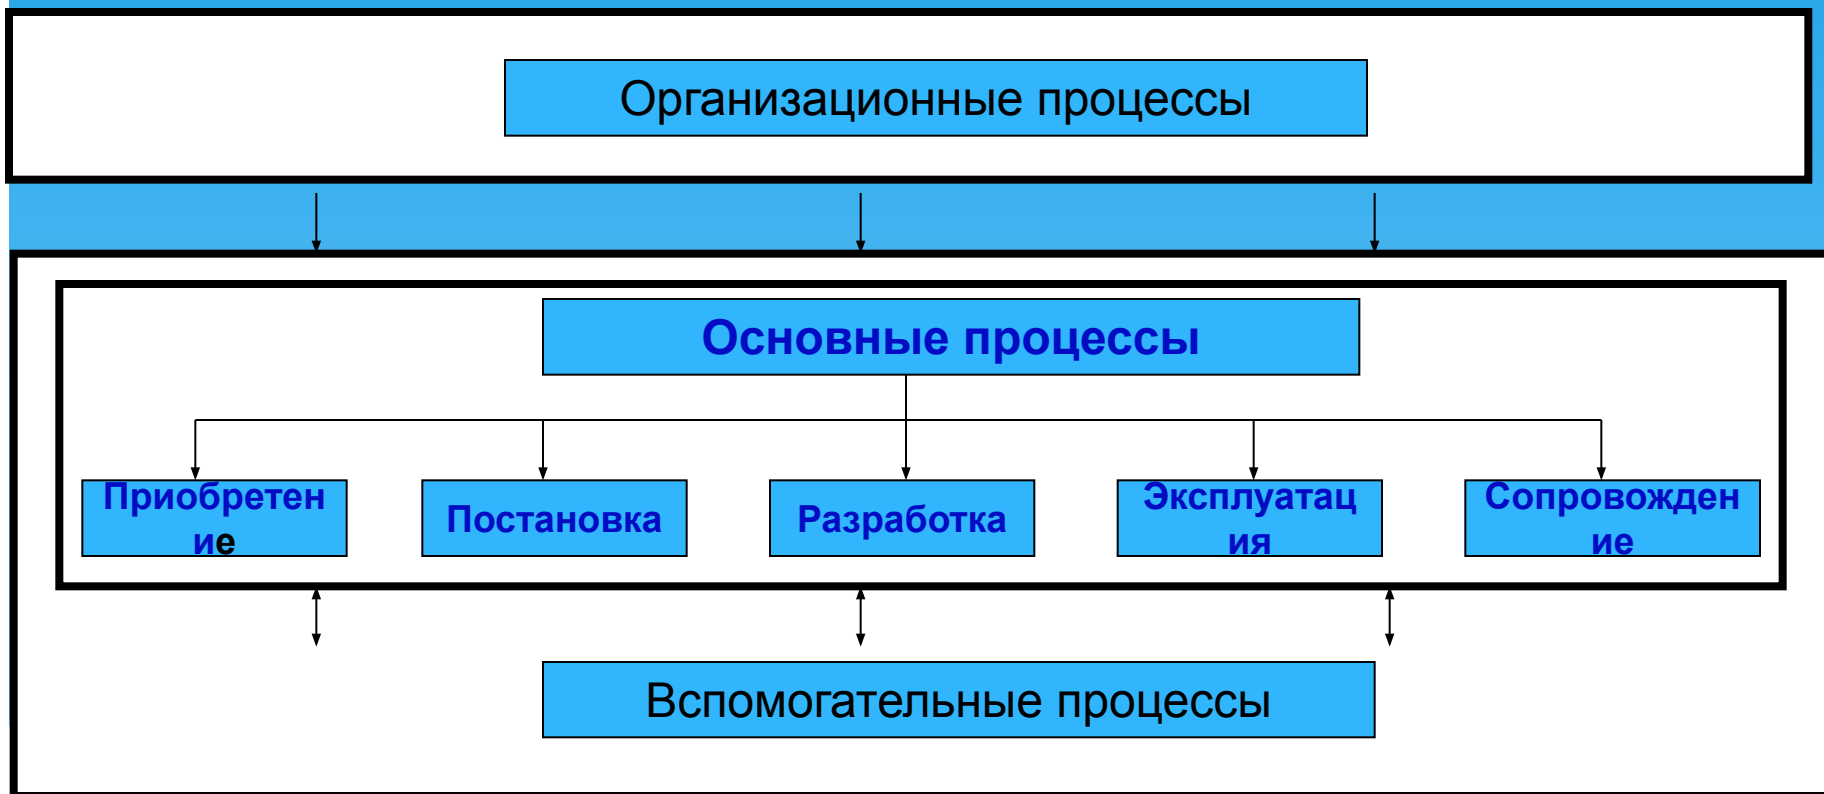 Организационные процессы
Основные процессы
Приобретен
ие
Постановка
Разработка
Эксплуатац
ия
Сопровожден
ие
Вспомогательные процессы